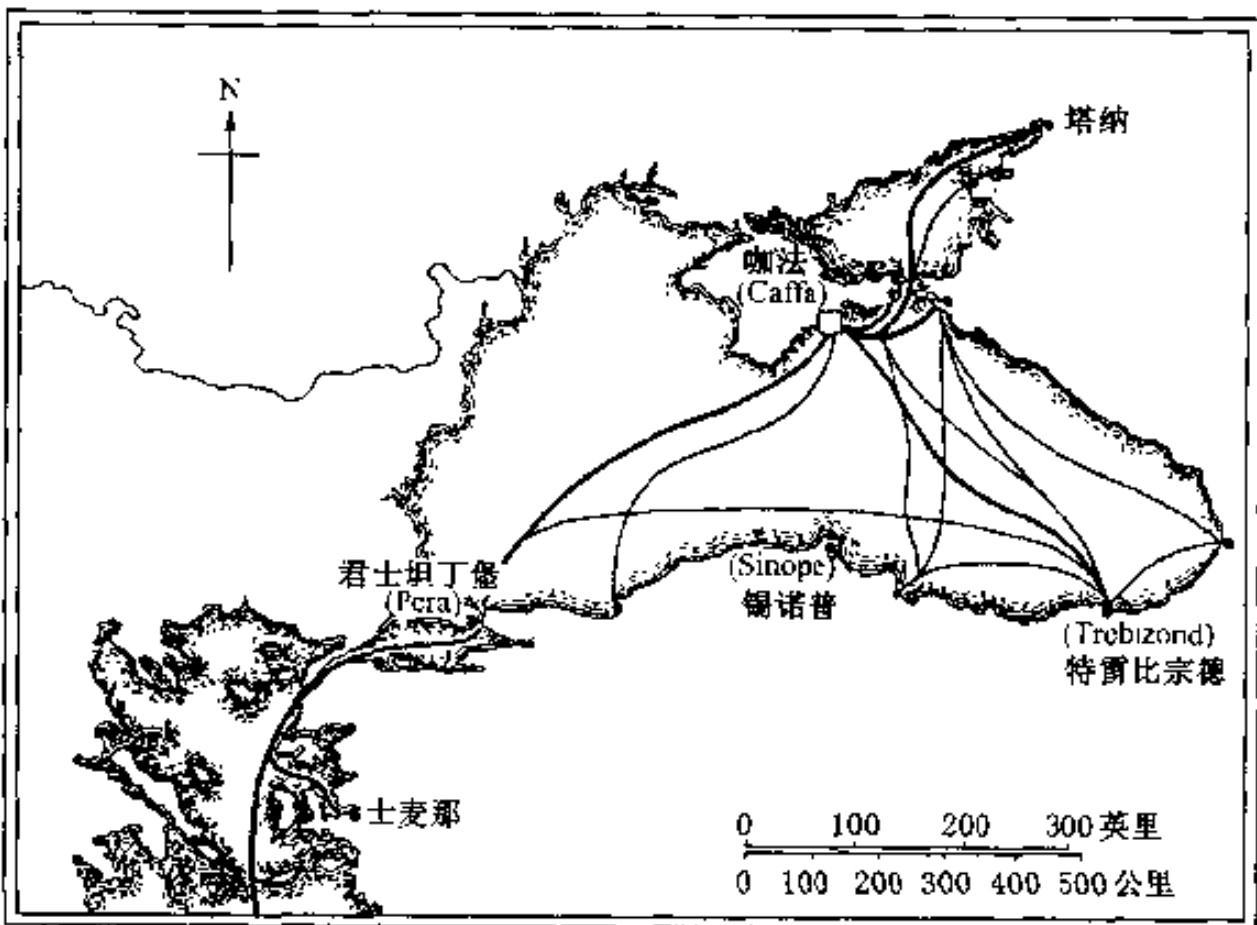 N
塔纳
咖法
(Caffa)
君士坦丁堡
(Pera)
(Sinope)
锡诺普
(Trebizond)
特雷比宗德
士麦那
0 100 200 300 英里
0 100 200 300 400 500 公里